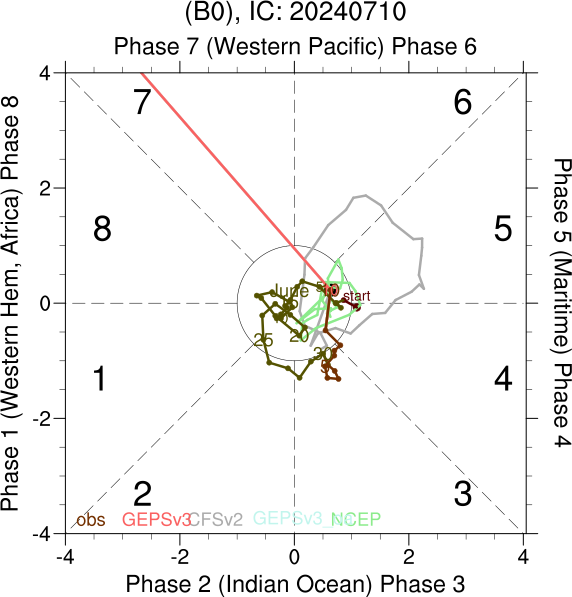 (B0), IC: 20240710
Phase 7 (Western Pacific) Phase 6
4
7
6
2
8
5
June
start
0
25
20
30
1
4
-2
2
3
obs
GEPSv3
CFSv2
NCEP
-4
-4
-2
0
2
4
Phase 2 (Indian Ocean) Phase 3
Phase 1 (Western Hem, Africa) Phase 8
Phase 5 (Maritime) Phase 4